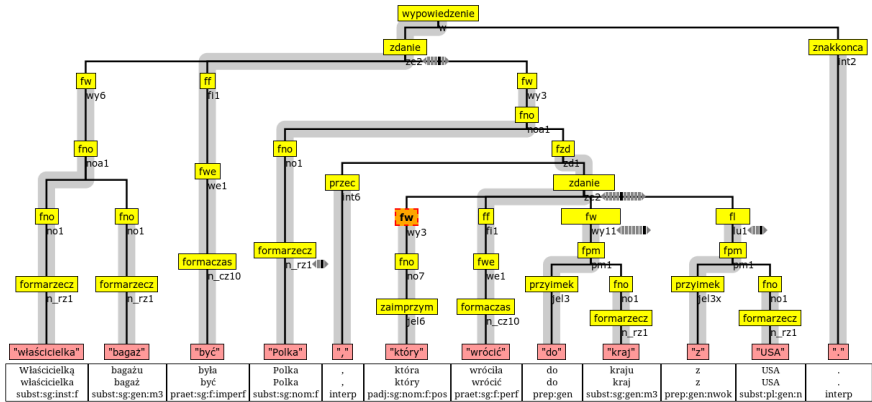 wypowiedzenie
w
zdanie znakkonca
ze2 int2
fw ff fw
wy6 fi1 wy3
fno
noa1
fno fno fzd
noa1 no1 zd1
fwe przec zdanie
we1 int6 ze2
fno fno fw ff fw fl
no1 no1 wy3 fi1 wy11 lu1
formarzecz formaczas fno fwe fpm fpm
n_rz1 n_cz10 no7 we1 pm1 pm1
formarzecz formarzecz przyimek fno przyimek fno
n_rz1 n_rz1 jel3 no1 jel3x no1
zaimprzym formaczas formarzecz formarzecz
jel6 n_cz10 n_rz1 n_rz1
"właścicielka" "bagaż" "być" "Polka" "," "który" "wrócić" "do" "kraj" "z" "USA" "."
Właścicielką bagażu była Polka , która wróciła do kraju z USA .
właścicielka bagaż być Polka , który wrócić do kraj z USA .
subst:sg:inst:f subst:sg:gen:m3 praet:sg:f:imperf subst:sg:nom:f interp padj:sg:nom:f:pos praet:sg:f:perf prep:gen subst:sg:gen:m3 prep:gen:nwok subst:pl:gen:n interp